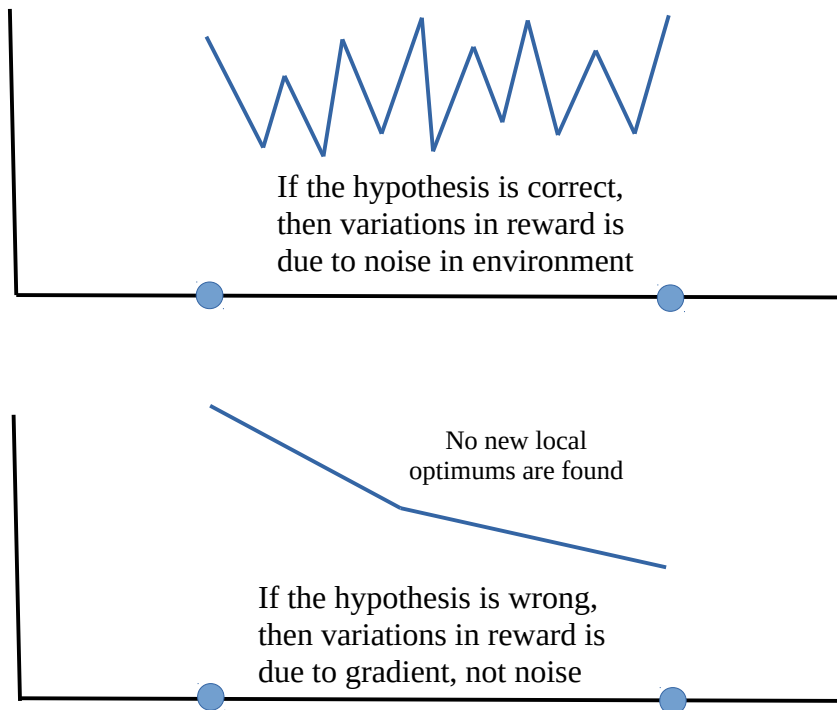 If the hypothesis is correct,
then variations in reward is
due to noise in environment
No new local
optimums are found
If the hypothesis is wrong,
then variations in reward is
due to gradient, not noise